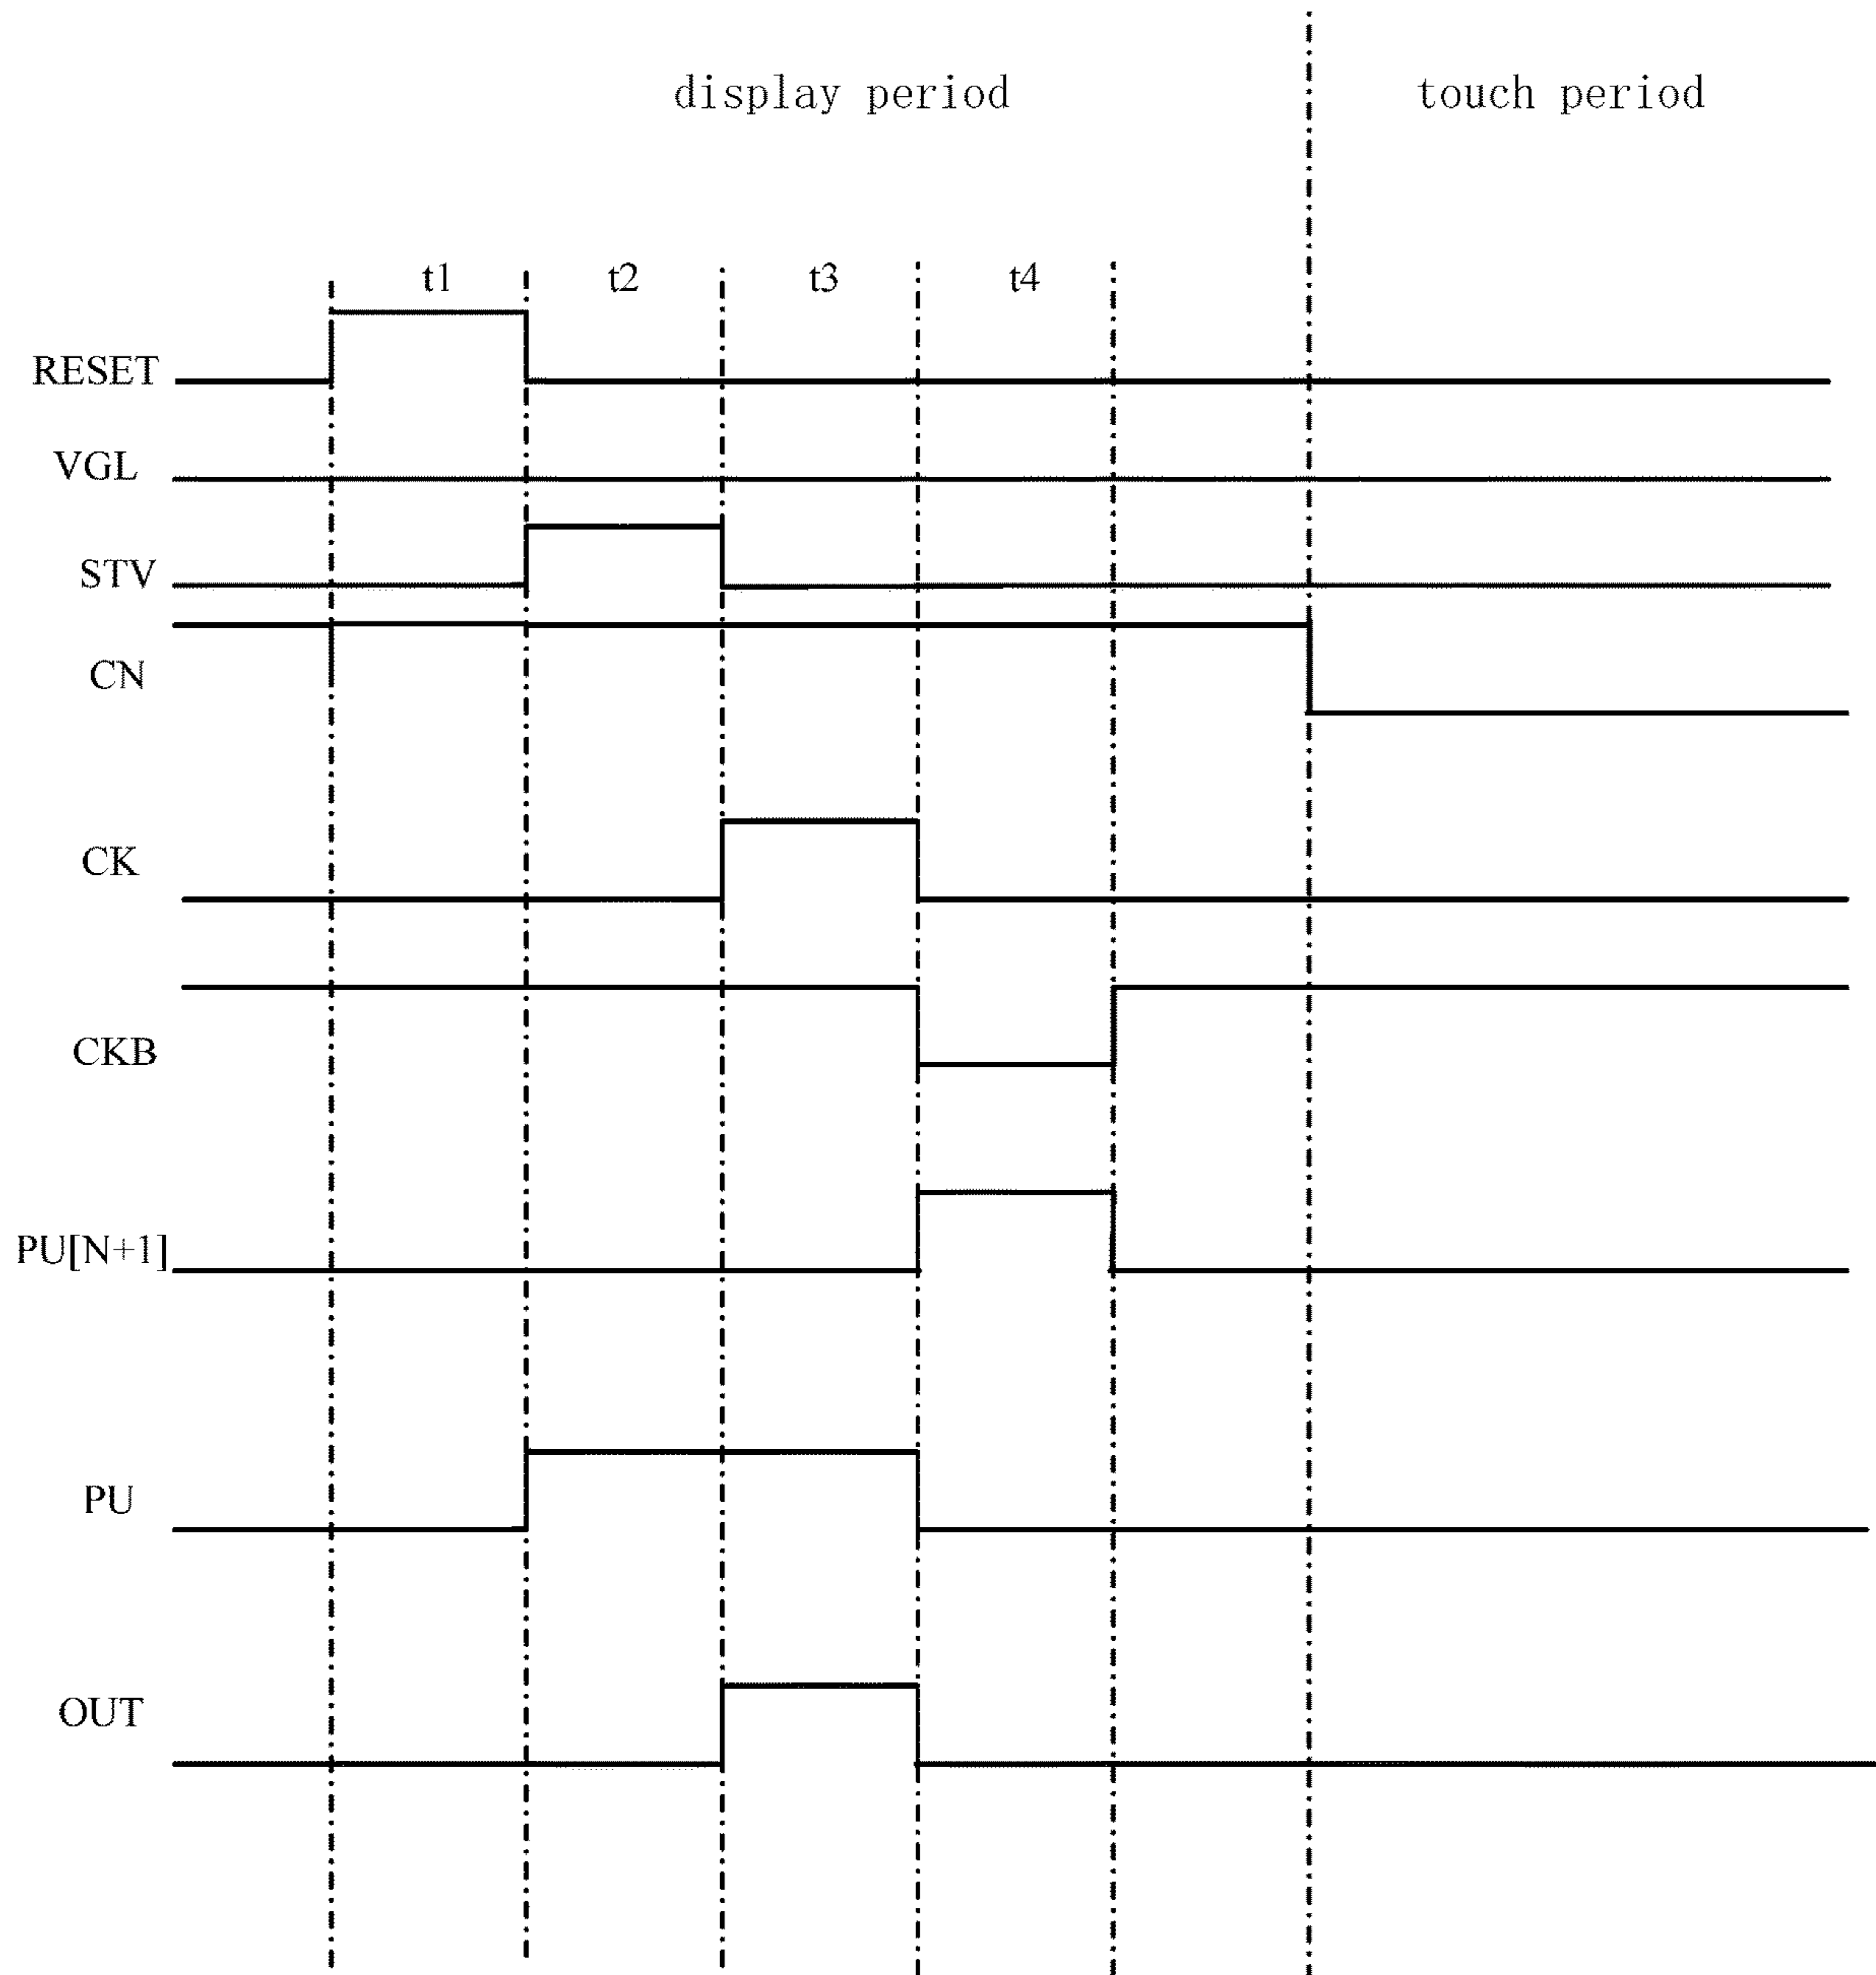 display period touch period
t1 t2 t3 t4
RESET
VGL
STV
CN
CK
CKB
PU[N+1]
PU
OUT